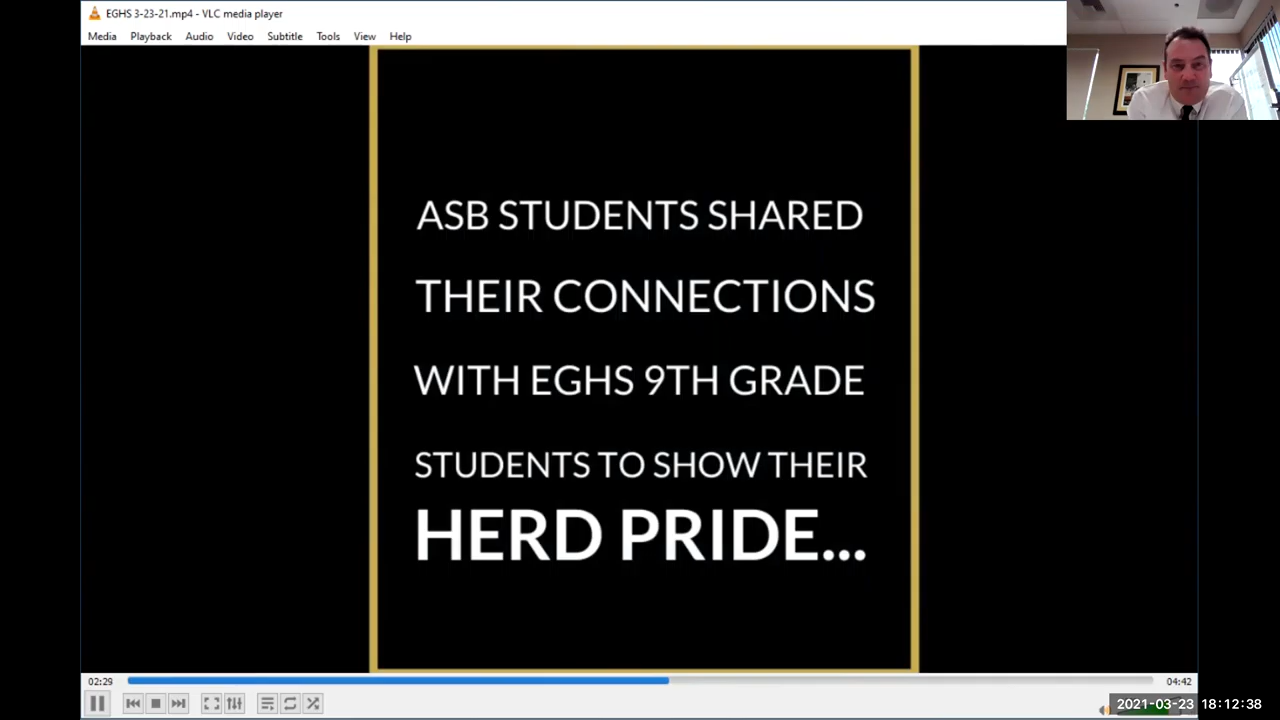 EGHS 3-23-21.mp4 - VLC media player
Media Playback Audio Video Subtitle Tools View Help
ASB STUDENTS SHARED
THEIR CONNECTIONS
WITH EGHS 9TH GRADE
STUDENTS TO SHOW THEIR
HERD PRIDE...
02:29
04:42
2021-03-23 18:12:38